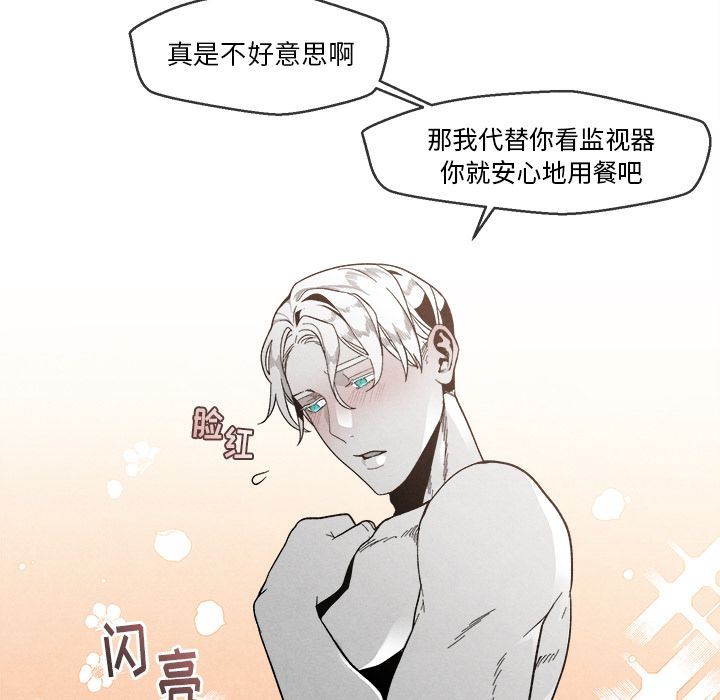 真是不好意思啊
那我代替你看监视器
你就安心地用餐吧
脸红
闪亮